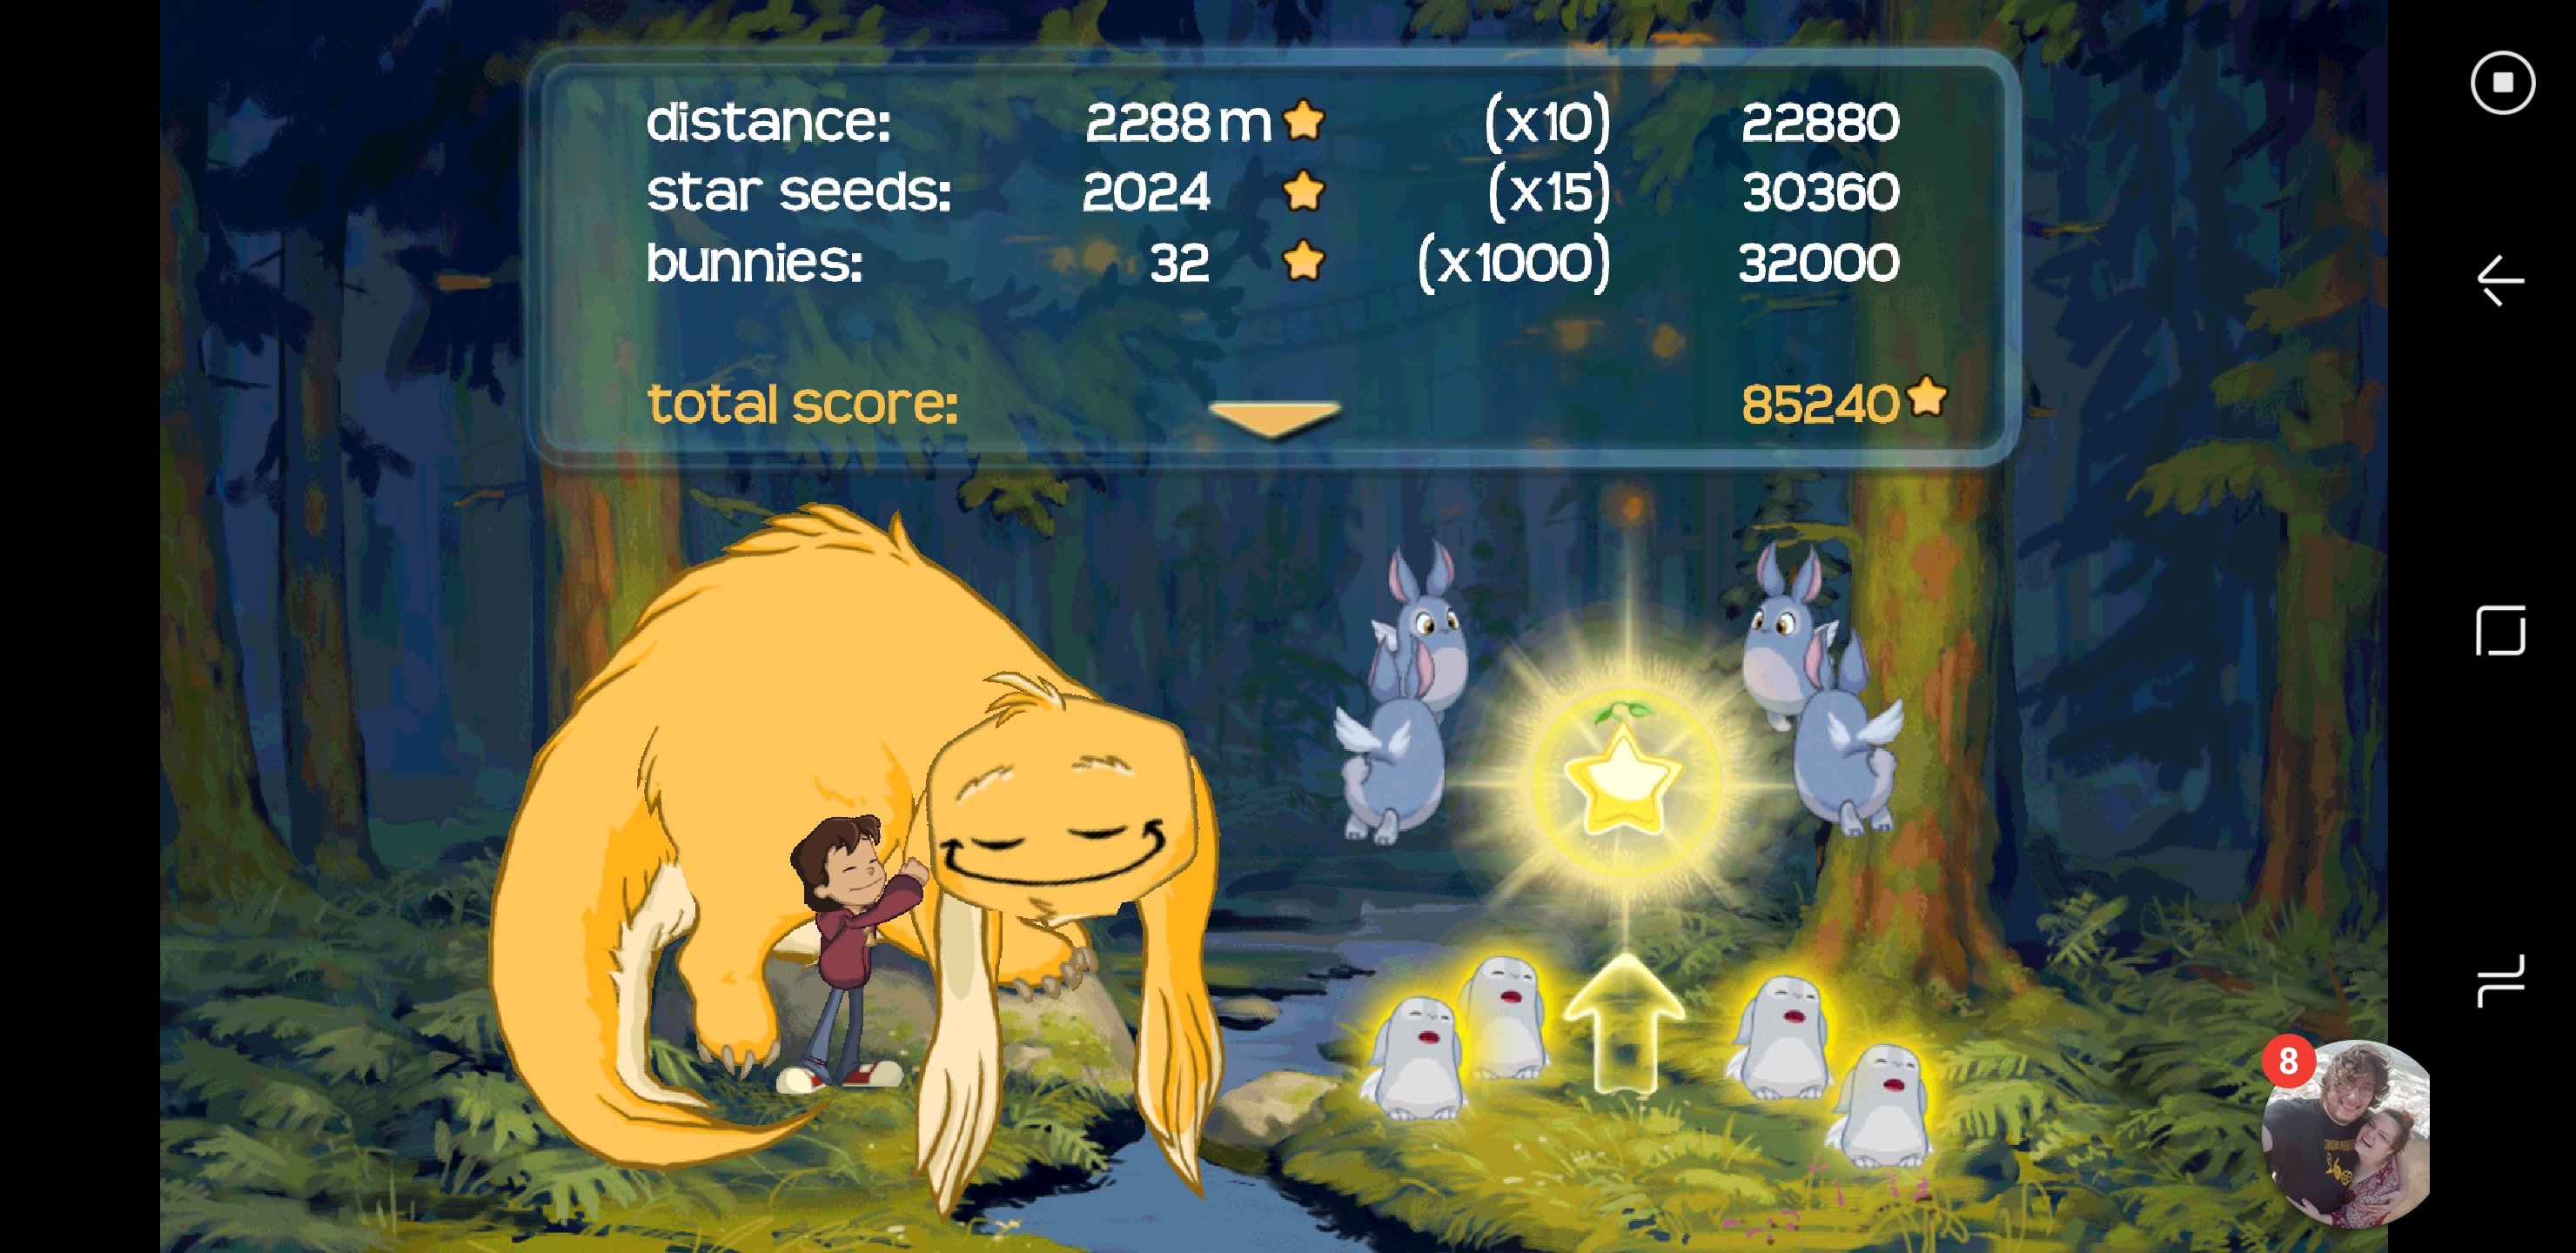 distance: 2288 m (x10) 22880
star seeds: 2024 (x15) 30360
bunnies: 32 (x1000) 32000
total score: 85240
8